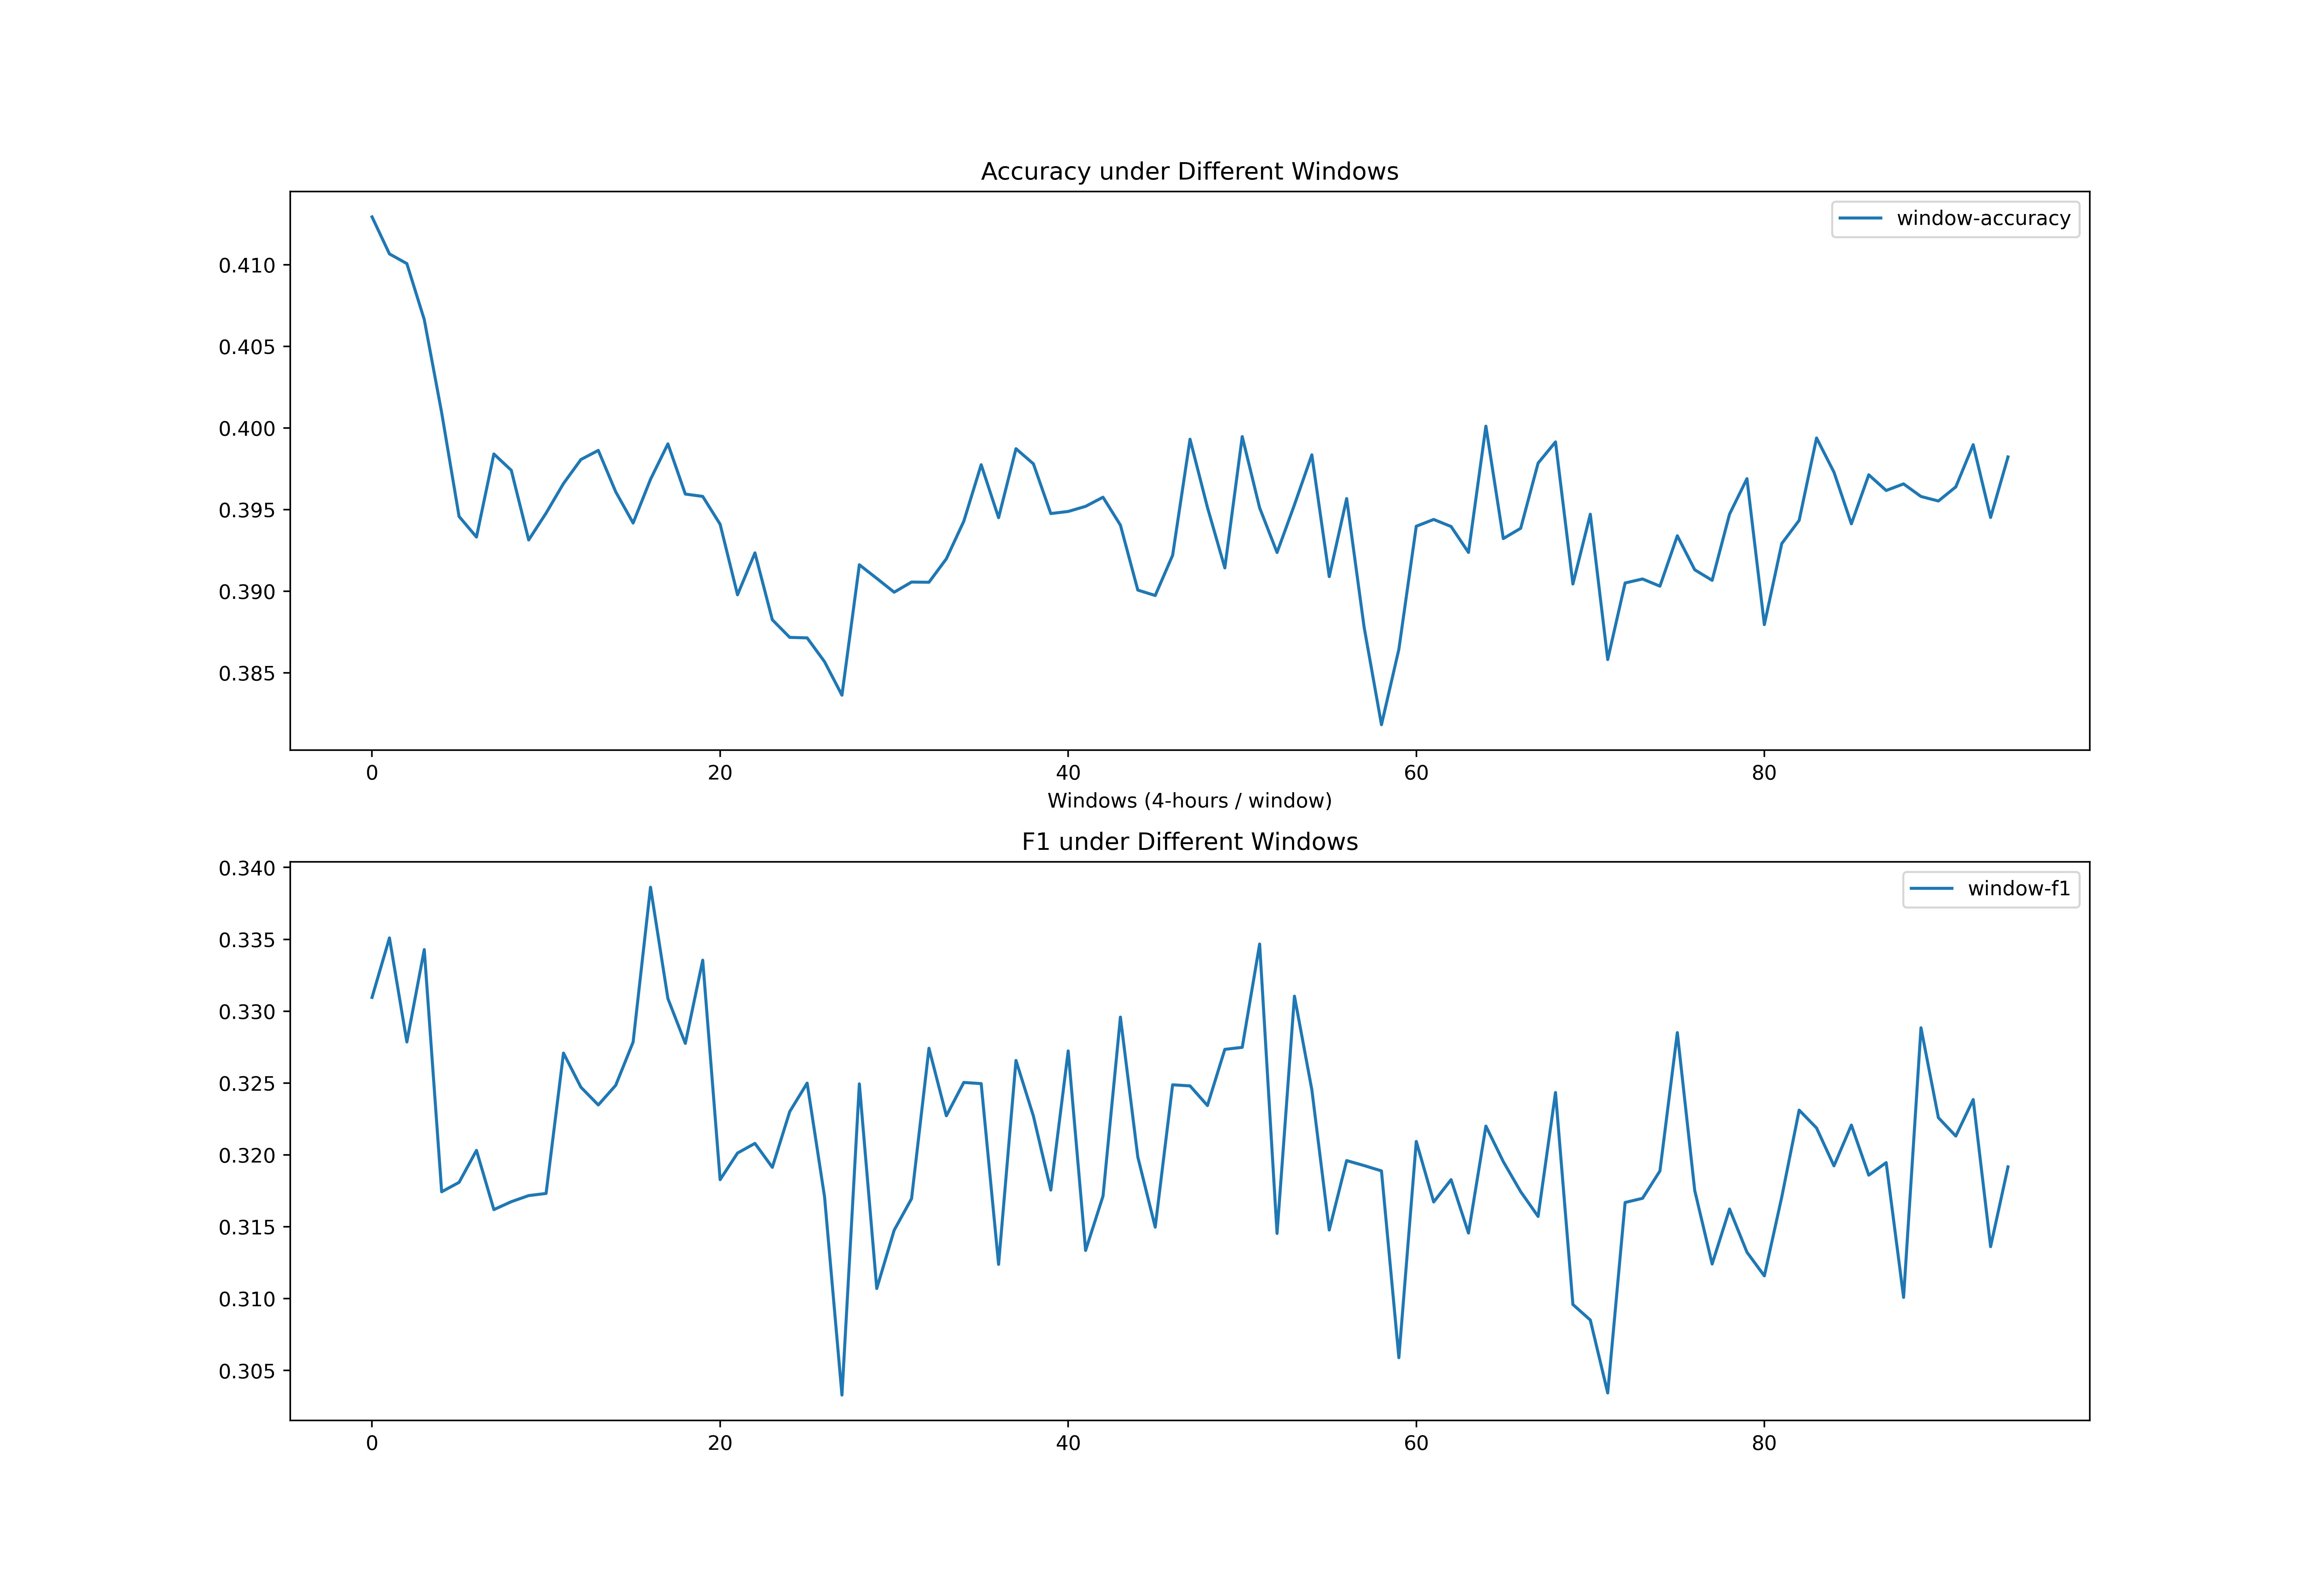 Accuracy under Different Windows
window-accuracy
0.410
0.405
0.400
0.395
0.390
0.385
0 20 40 60 80
Windows (4-hours / window)
F1 under Different Windows
window-f1
0.340
0.335
0.330
0.325
0.320
0.315
0.310
0.305
0 20 40 60 80